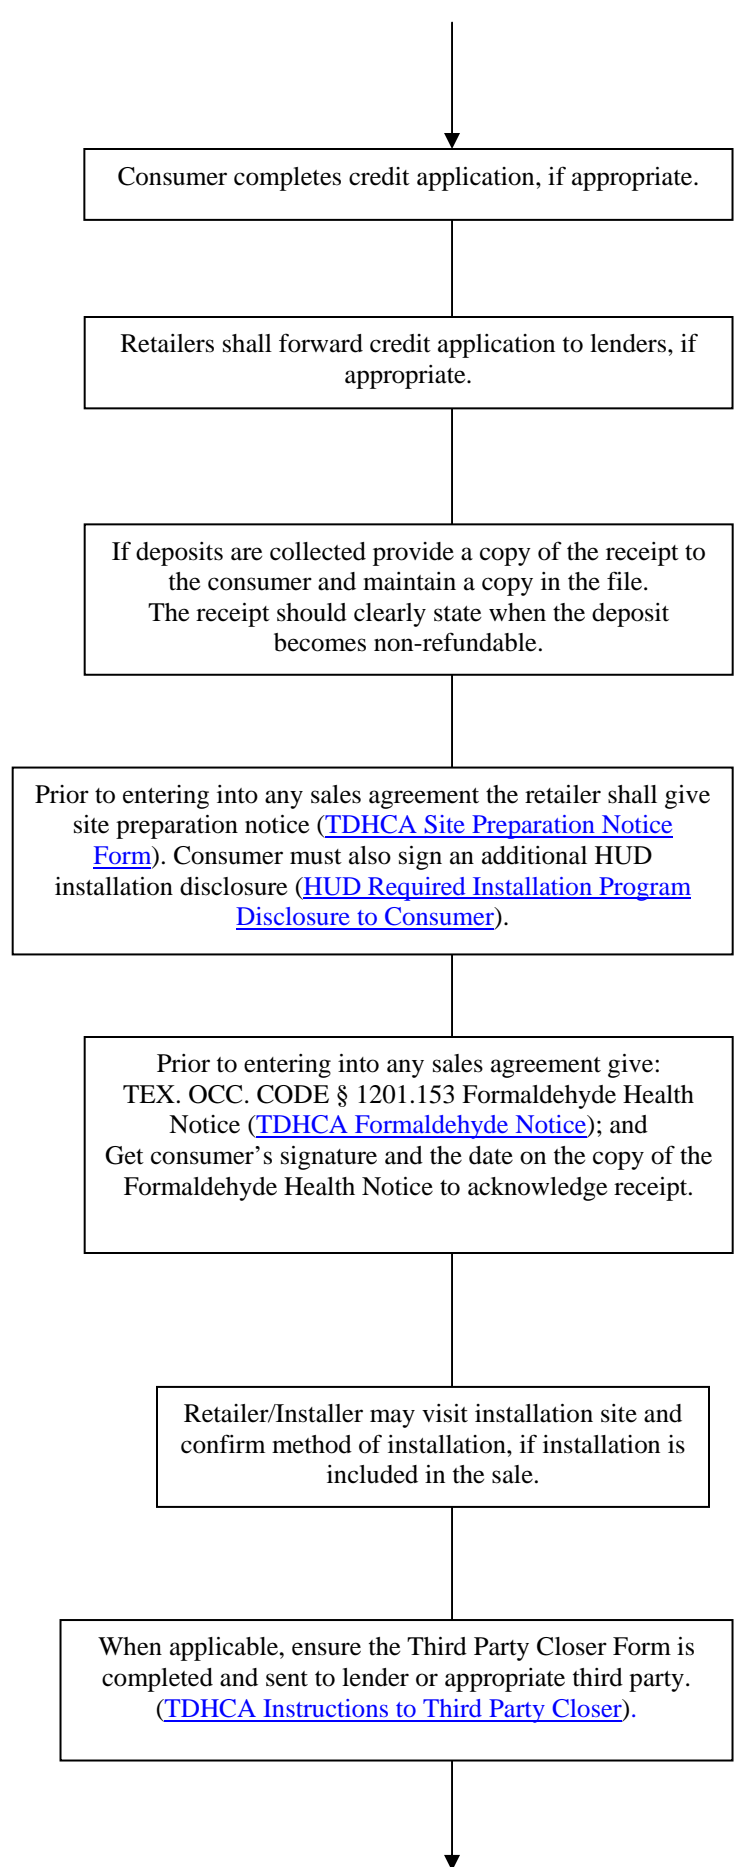 Consumer completes credit application, if appropriate.
Retailers shall forward credit application to lenders, if
appropriate.
If deposits are collected provide a copy of the receipt to
the consumer and maintain a copy in the file.
The receipt should clearly state when the deposit
becomes non-refundable.
Prior to entering into any sales agreement the retailer shall give
site preparation notice (TDHCA Site Preparation Notice
Form). Consumer must also sign an additional HUD
installation disclosure (HUD Required Installation Program
Disclosure to Consumer).
Prior to entering into any sales agreement give:
TEX. OCC. CODE § 1201.153 Formaldehyde Health
Notice (TDHCA Formaldehyde Notice); and
Get consumer’s signature and the date on the copy of the
Formaldehyde Health Notice to acknowledge receipt.
Retailer/Installer may visit installation site and
confirm method of installation, if installation is
included in the sale.
When applicable, ensure the Third Party Closer Form is
completed and sent to lender or appropriate third party.
(TDHCA Instructions to Third Party Closer).